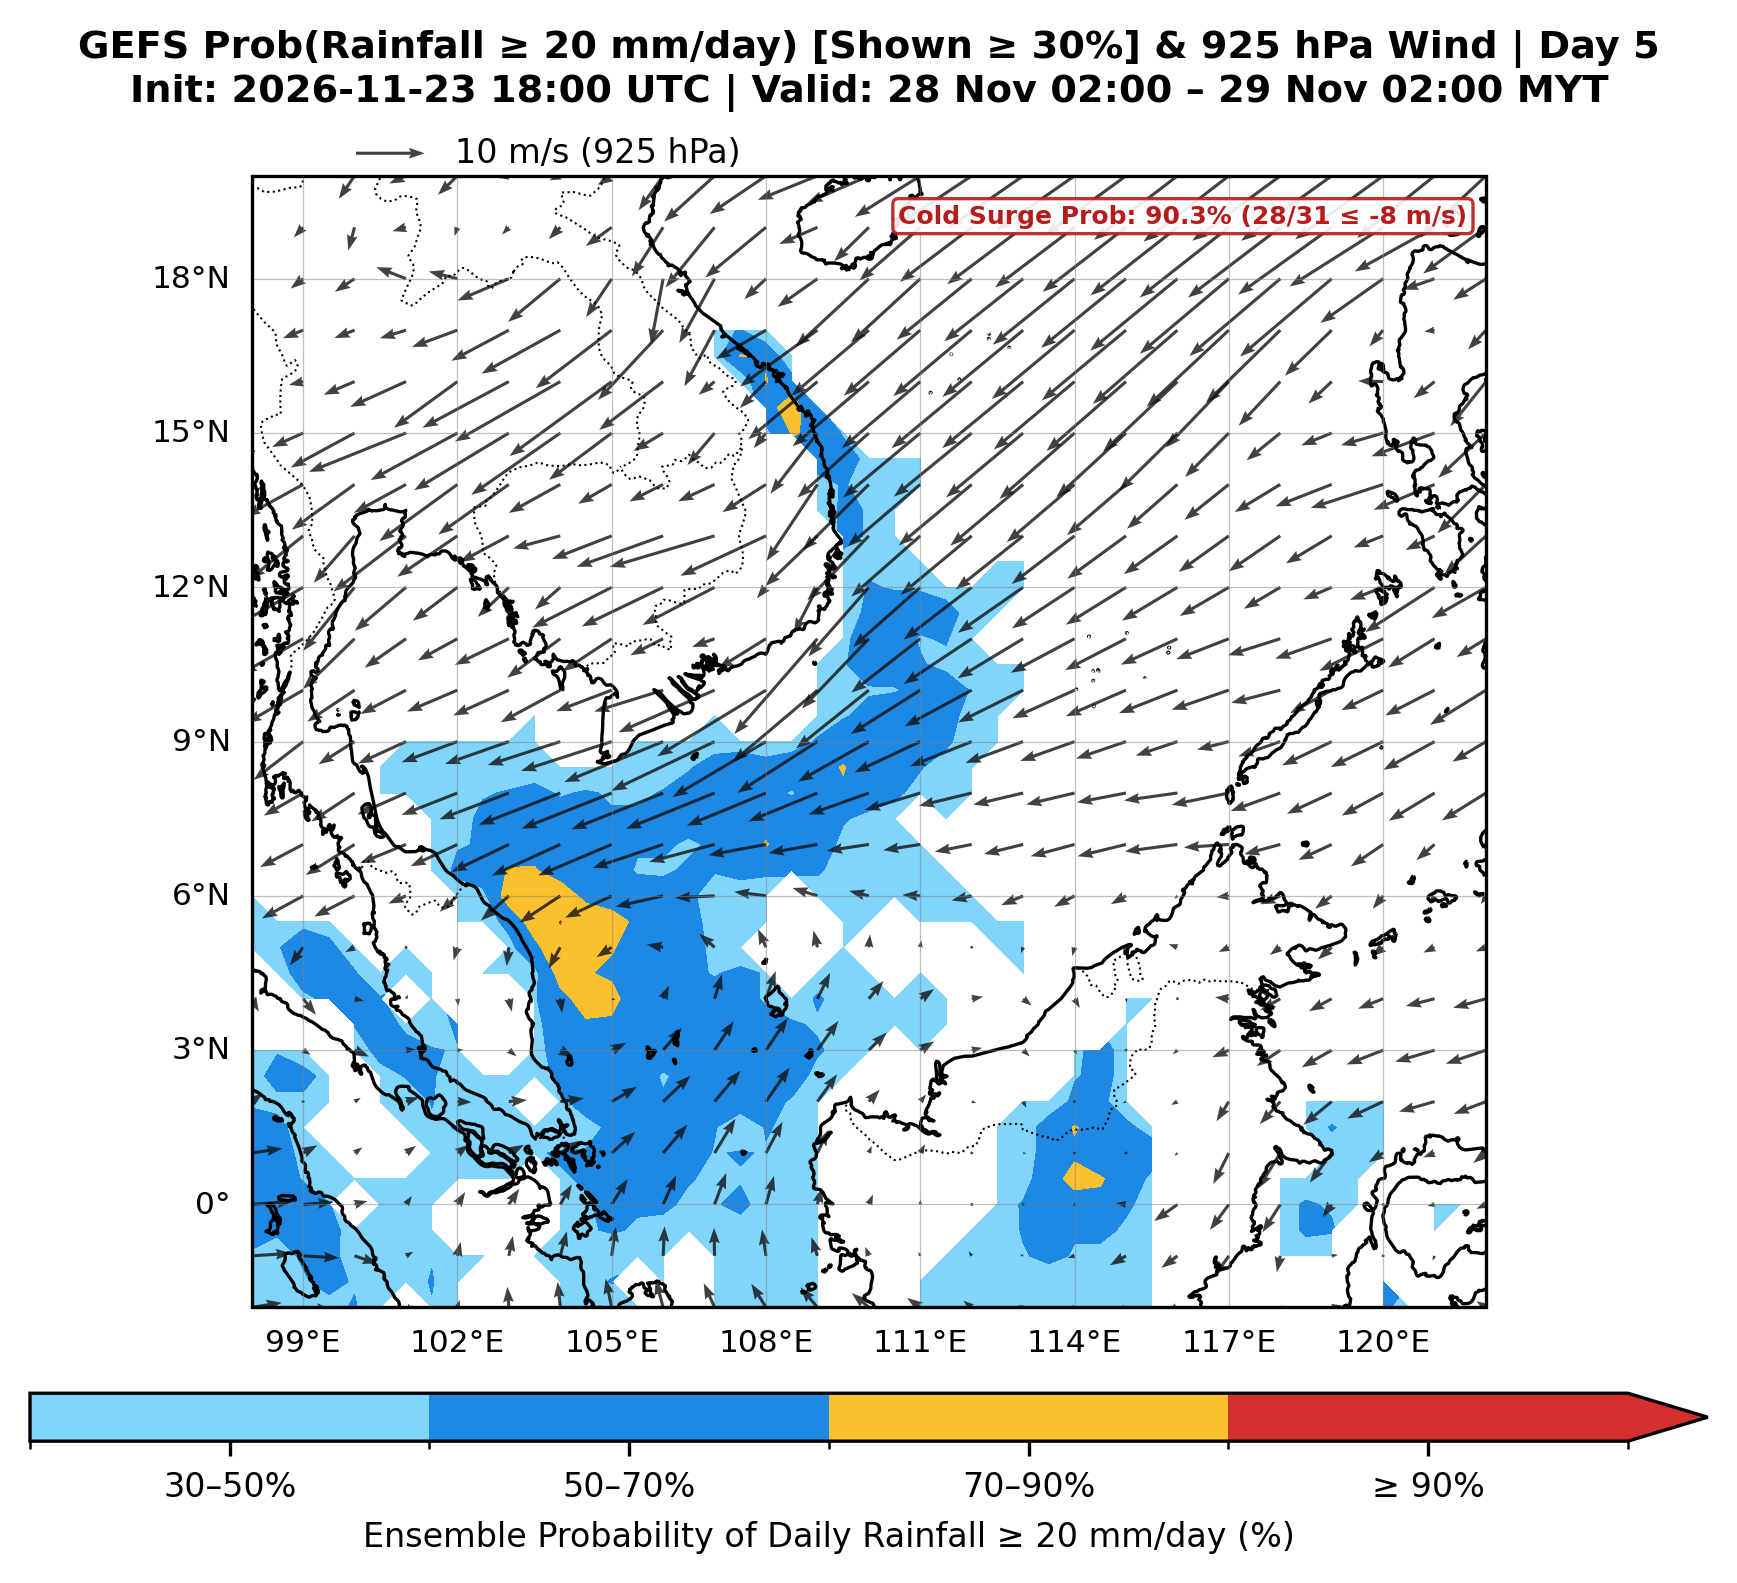 GEFS Prob(Rainfall ≥ 20 mm/day) [Shown ≥ 30%] & 925 hPa Wind | Day 5
Init: 2026-11-23 18:00 UTC | Valid: 28 Nov 02:00 – 29 Nov 02:00 MYT
10 m/s (925 hPa)
Cold Surge Prob: 90.3% (28/31 ≤ -8 m/s)
18°N
15°N
12°N
9°N
6°N
3°N
0°
99°E 102°E 105°E 108°E 111°E 114°E 117°E 120°E
30–50% 50–70% 70–90% ≥ 90%
Ensemble Probability of Daily Rainfall ≥ 20 mm/day (%)